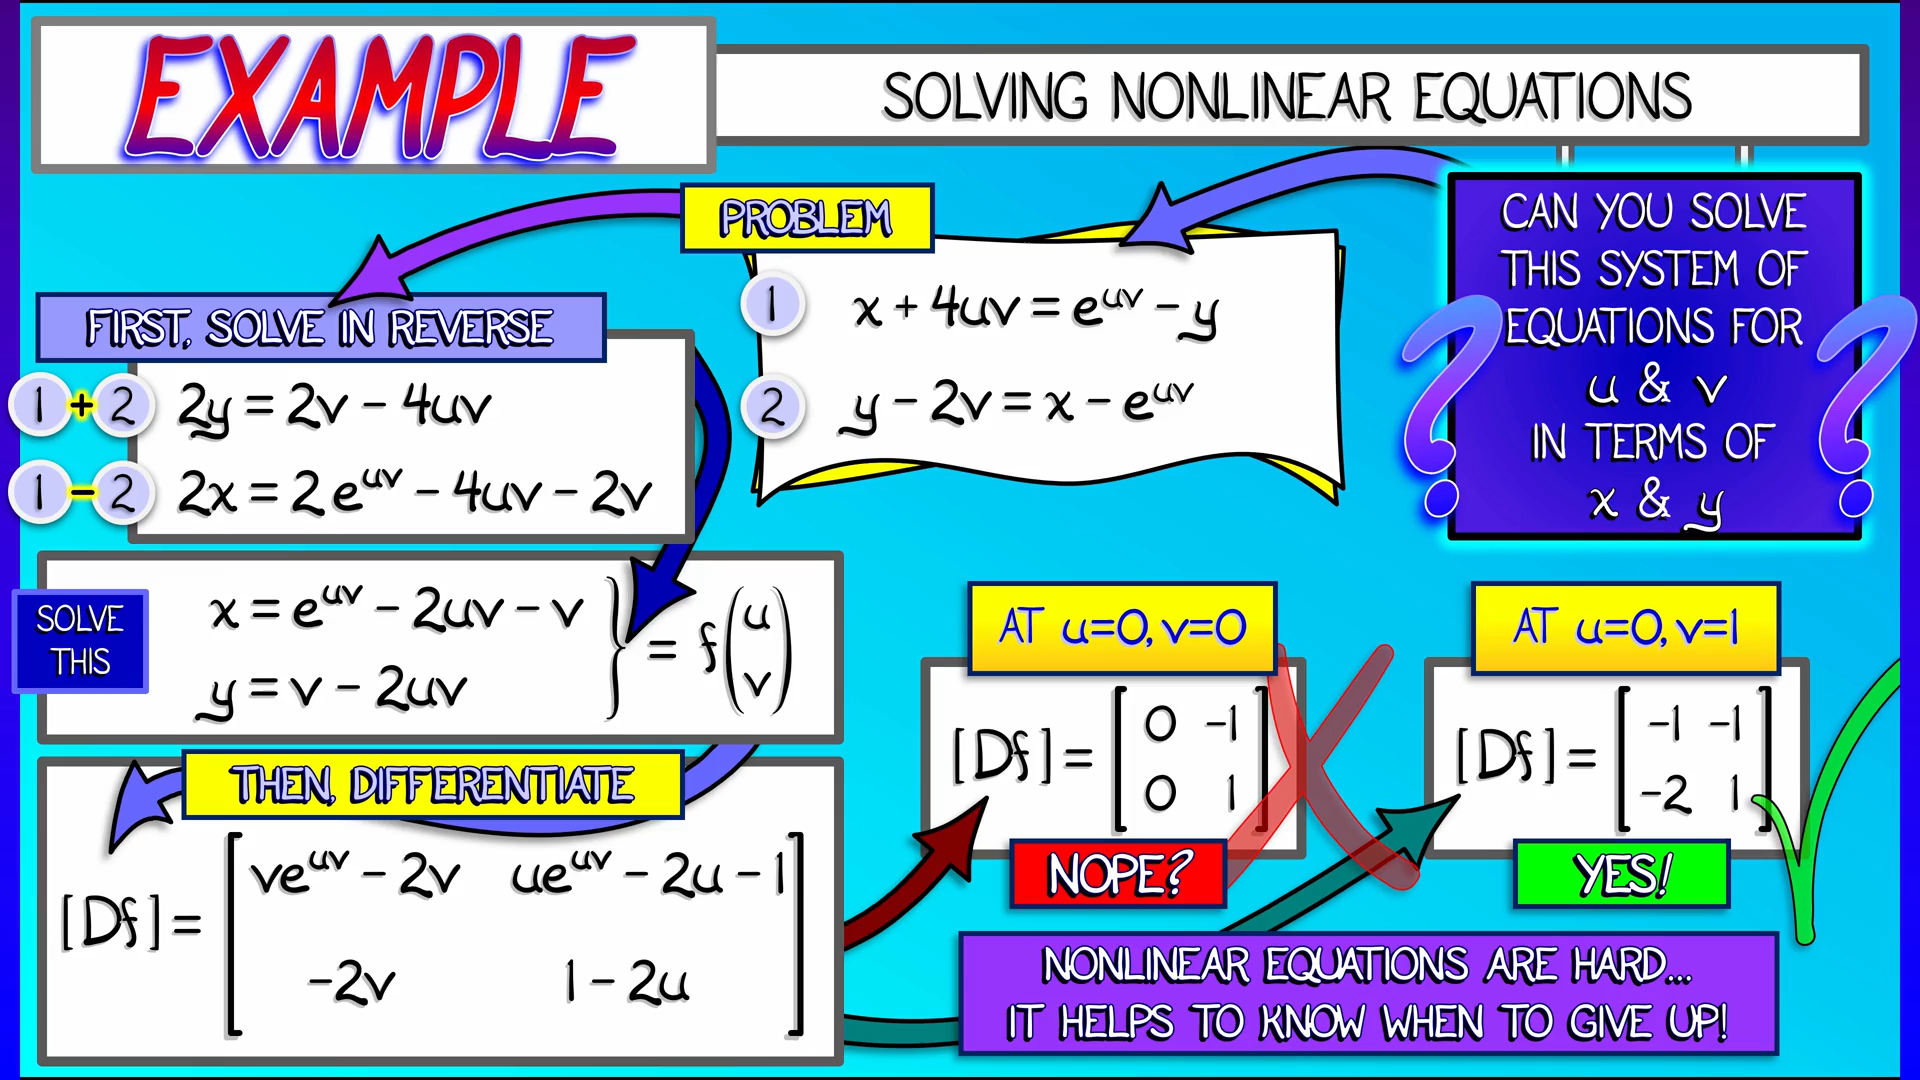 EXAMPLE
SOLVING NONLINEAR EQUATIONS
CAN YOU SOLVE
THIS SYSTEM OF
EQUATIONS FOR
u & v
IN TERMS OF
x & y
? ?
PROBLEM
1 x + 4uv = e^{uv} - y
2 y - 2v = x - e^{uv}
FIRST, SOLVE IN REVERSE
1 + 2 2y = 2v - 4uv
1 - 2 2x = 2e^{uv} - 4uv - 2v
SOLVE
THIS
x = e^{uv} - 2uv - v
y = v - 2uv
} = f(u v)
THEN, DIFFERENTIATE
[Df] =
ve^{uv} - 2v ue^{uv} - 2u - 1
-2v 1 - 2u
AT u=0, v=0
[Df] =
0 -1
0 1
NOPE?
AT u=0, v=1
[Df] =
-1 -1
-2 1
YES!
NONLINEAR EQUATIONS ARE HARD...
IT HELPS TO KNOW WHEN TO GIVE UP!